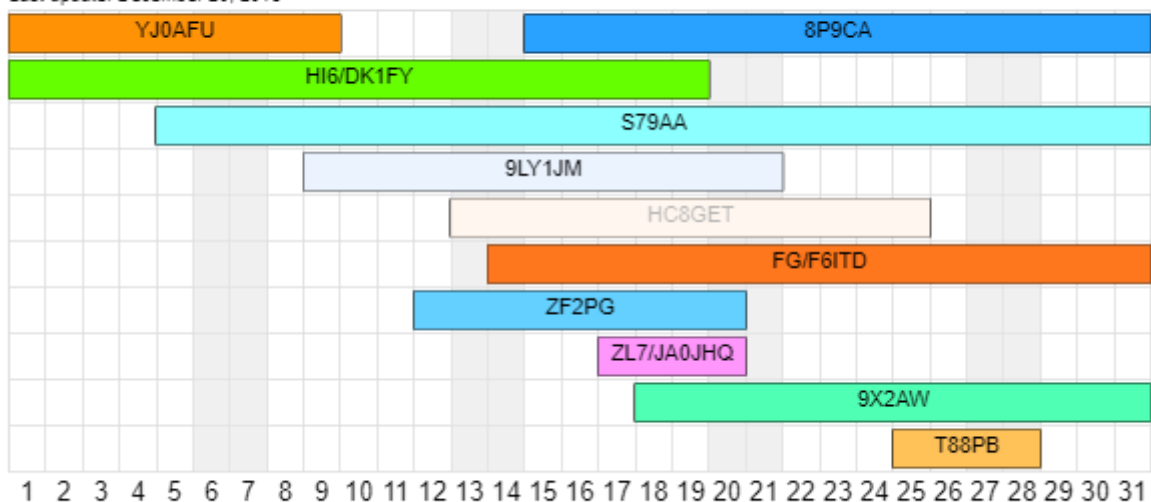 YJ0AFU 8P9CA
HI6/DK1FY
S79AA
9LY1JM
HC8GET
FG/F6ITD
ZF2PG
ZL7/JA0JHQ
9X2AW
T88PB
1 2 3 4 5 6 7 8 9 10 11 12 13 14 15 16 17 18 19 20 21 22 23 24 25 26 27 28 29 30 31